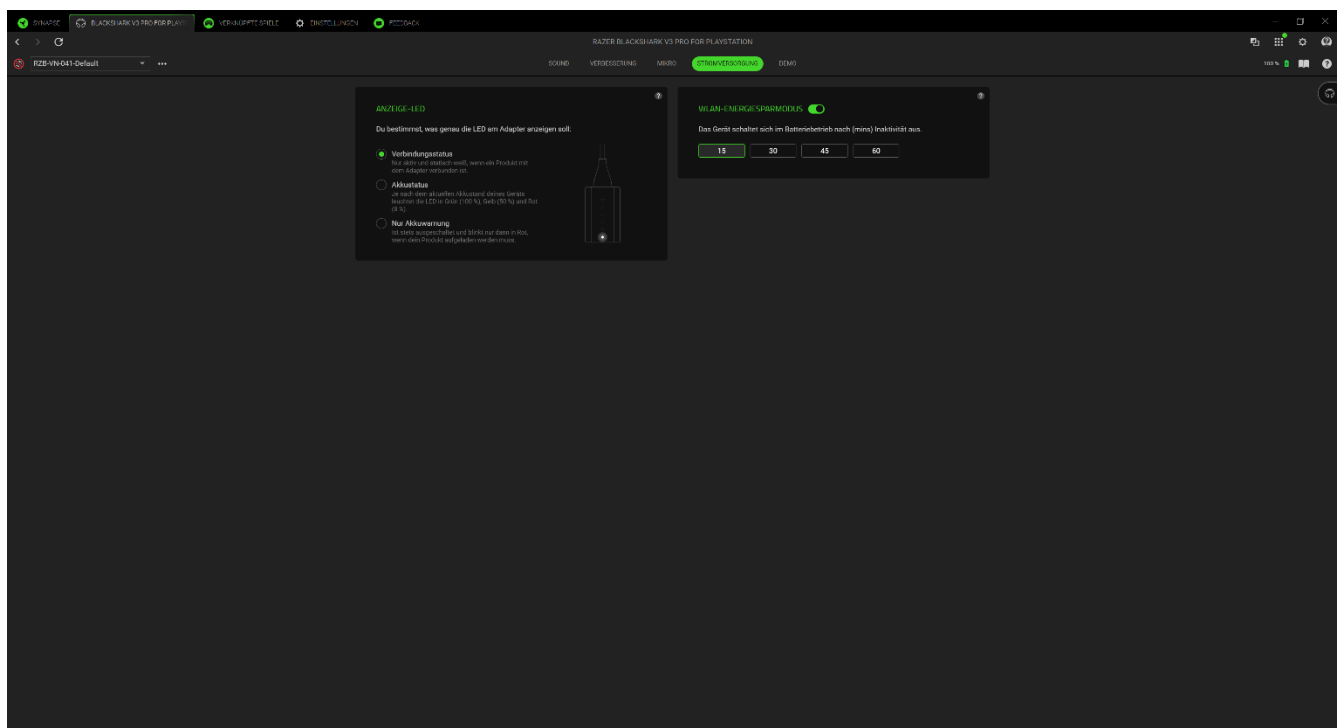 SYNAPSE
BLACKSHARK V3 PRO FOR PLAY
VERKNÜPFTE SPIELE
EINSTELLUNGEN
FEEDBACK
RAZER BLACKSHARK V3 PRO FOR PLAYSTATION
RZB-VN-041-Default
SOUND
VERBESSERUNG
MIKRO
STROMVERSORGUNG
DEMO
100 %
ANZEIGE-LED
Du bestimmst, was genau die LED am Adapter anzeigen soll:
Verbindungsstatus
Nur aktiv und statisch weiß, wenn ein Produkt mit
dem Adapter verbunden ist.
Akkustatus
Je nach dem aktuellen Akkustand deines Geräts
leuchten die LED in Grün (100 %), Gelb (50 %) und Rot
Nur Akkuwarnung
Ist stets ausgeschaltet und blinkt nur dann in Rot,
wenn dein Produkt aufgeladen werden muss.
WLAN-ENERGIESPARMODUS
Das Gerät schaltet sich im Batteriebetrieb nach (mins) Inaktivität aus.
15
30
45
60